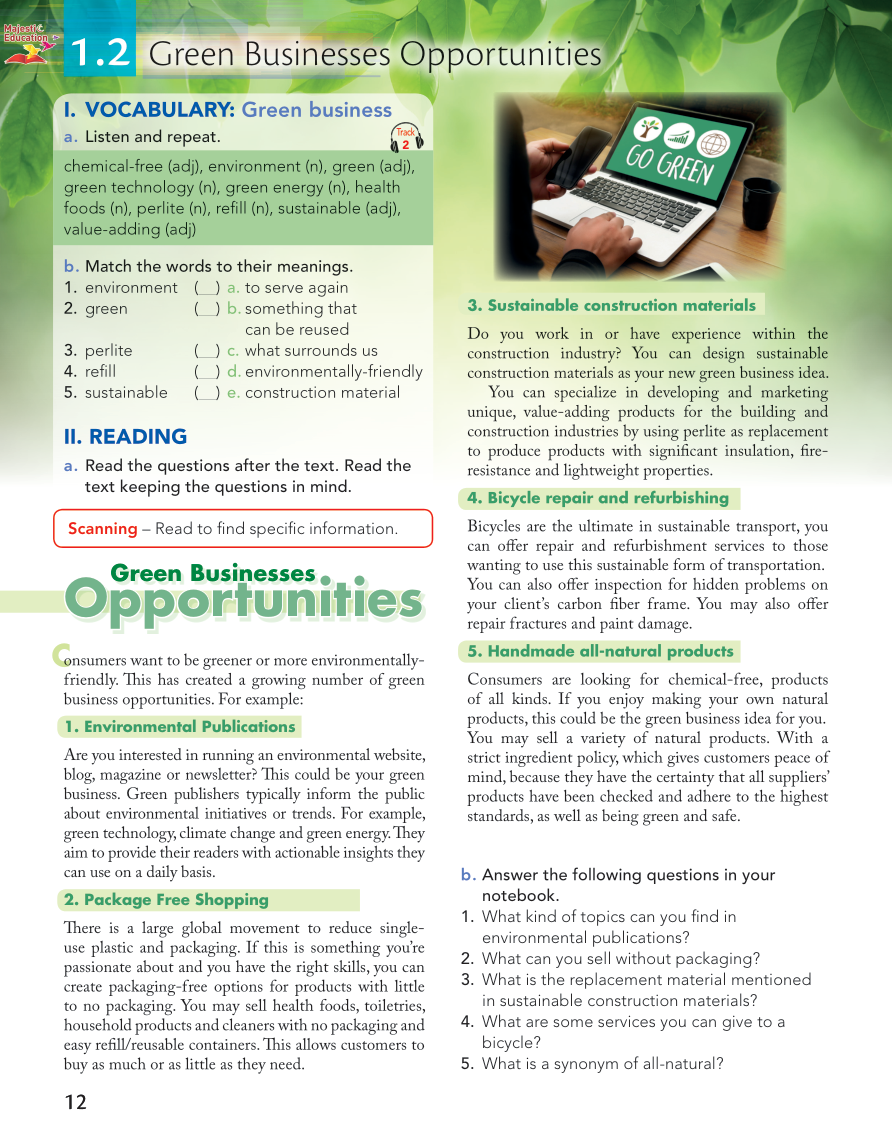 Majestic
Education
1.2 Green Businesses Opportunities
I. VOCABULARY: Green business
a. Listen and repeat.
Track
2
chemical-free (adj), environment (n), green (adj),
green technology (n), green energy (n), health
foods (n), perlite (n), refill (n), sustainable (adj),
value-adding (adj)
b. Match the words to their meanings.
1. environment (__) a. to serve again
2. green (__) b. something that
can be reused
3. perlite (__) c. what surrounds us
4. refill (__) d. environmentally-friendly
5. sustainable (__) e. construction material
II. READING
a. Read the questions after the text. Read the
text keeping the questions in mind.
Scanning – Read to find specific information.
Green Businesses
Opportunities
Consumers want to be greener or more environmentally-
friendly. This has created a growing number of green
business opportunities. For example:
1. Environmental Publications
Are you interested in running an environmental website,
blog, magazine or newsletter? This could be your green
business. Green publishers typically inform the public
about environmental initiatives or trends. For example,
green technology, climate change and green energy. They
aim to provide their readers with actionable insights they
can use on a daily basis.
2. Package Free Shopping
There is a large global movement to reduce single-
use plastic and packaging. If this is something you're
passionate about and you have the right skills, you can
create packaging-free options for products with little
to no packaging. You may sell health foods, toiletries,
household products and cleaners with no packaging and
easy refill/reusable containers. This allows customers to
buy as much or as little as they need.
12
GO GREEN
3. Sustainable construction materials
Do you work in or have experience within the
construction industry? You can design sustainable
construction materials as your new green business idea.
You can specialize in developing and marketing
unique, value-adding products for the building and
construction industries by using perlite as replacement
to produce products with significant insulation, fire-
resistance and lightweight properties.
4. Bicycle repair and refurbishing
Bicycles are the ultimate in sustainable transport, you
can offer repair and refurbishment services to those
wanting to use this sustainable form of transportation.
You can also offer inspection for hidden problems on
your client's carbon fiber frame. You may also offer
repair fractures and paint damage.
5. Handmade all-natural products
Consumers are looking for chemical-free, products
of all kinds. If you enjoy making your own natural
products, this could be the green business idea for you.
You may sell a variety of natural products. With a
strict ingredient policy, which gives customers peace of
mind, because they have the certainty that all suppliers'
products have been checked and adhere to the highest
standards, as well as being green and safe.
b. Answer the following questions in your
notebook.
1. What kind of topics can you find in
environmental publications?
2. What can you sell without packaging?
3. What is the replacement material mentioned
in sustainable construction materials?
4. What are some services you can give to a
bicycle?
5. What is a synonym of all-natural?